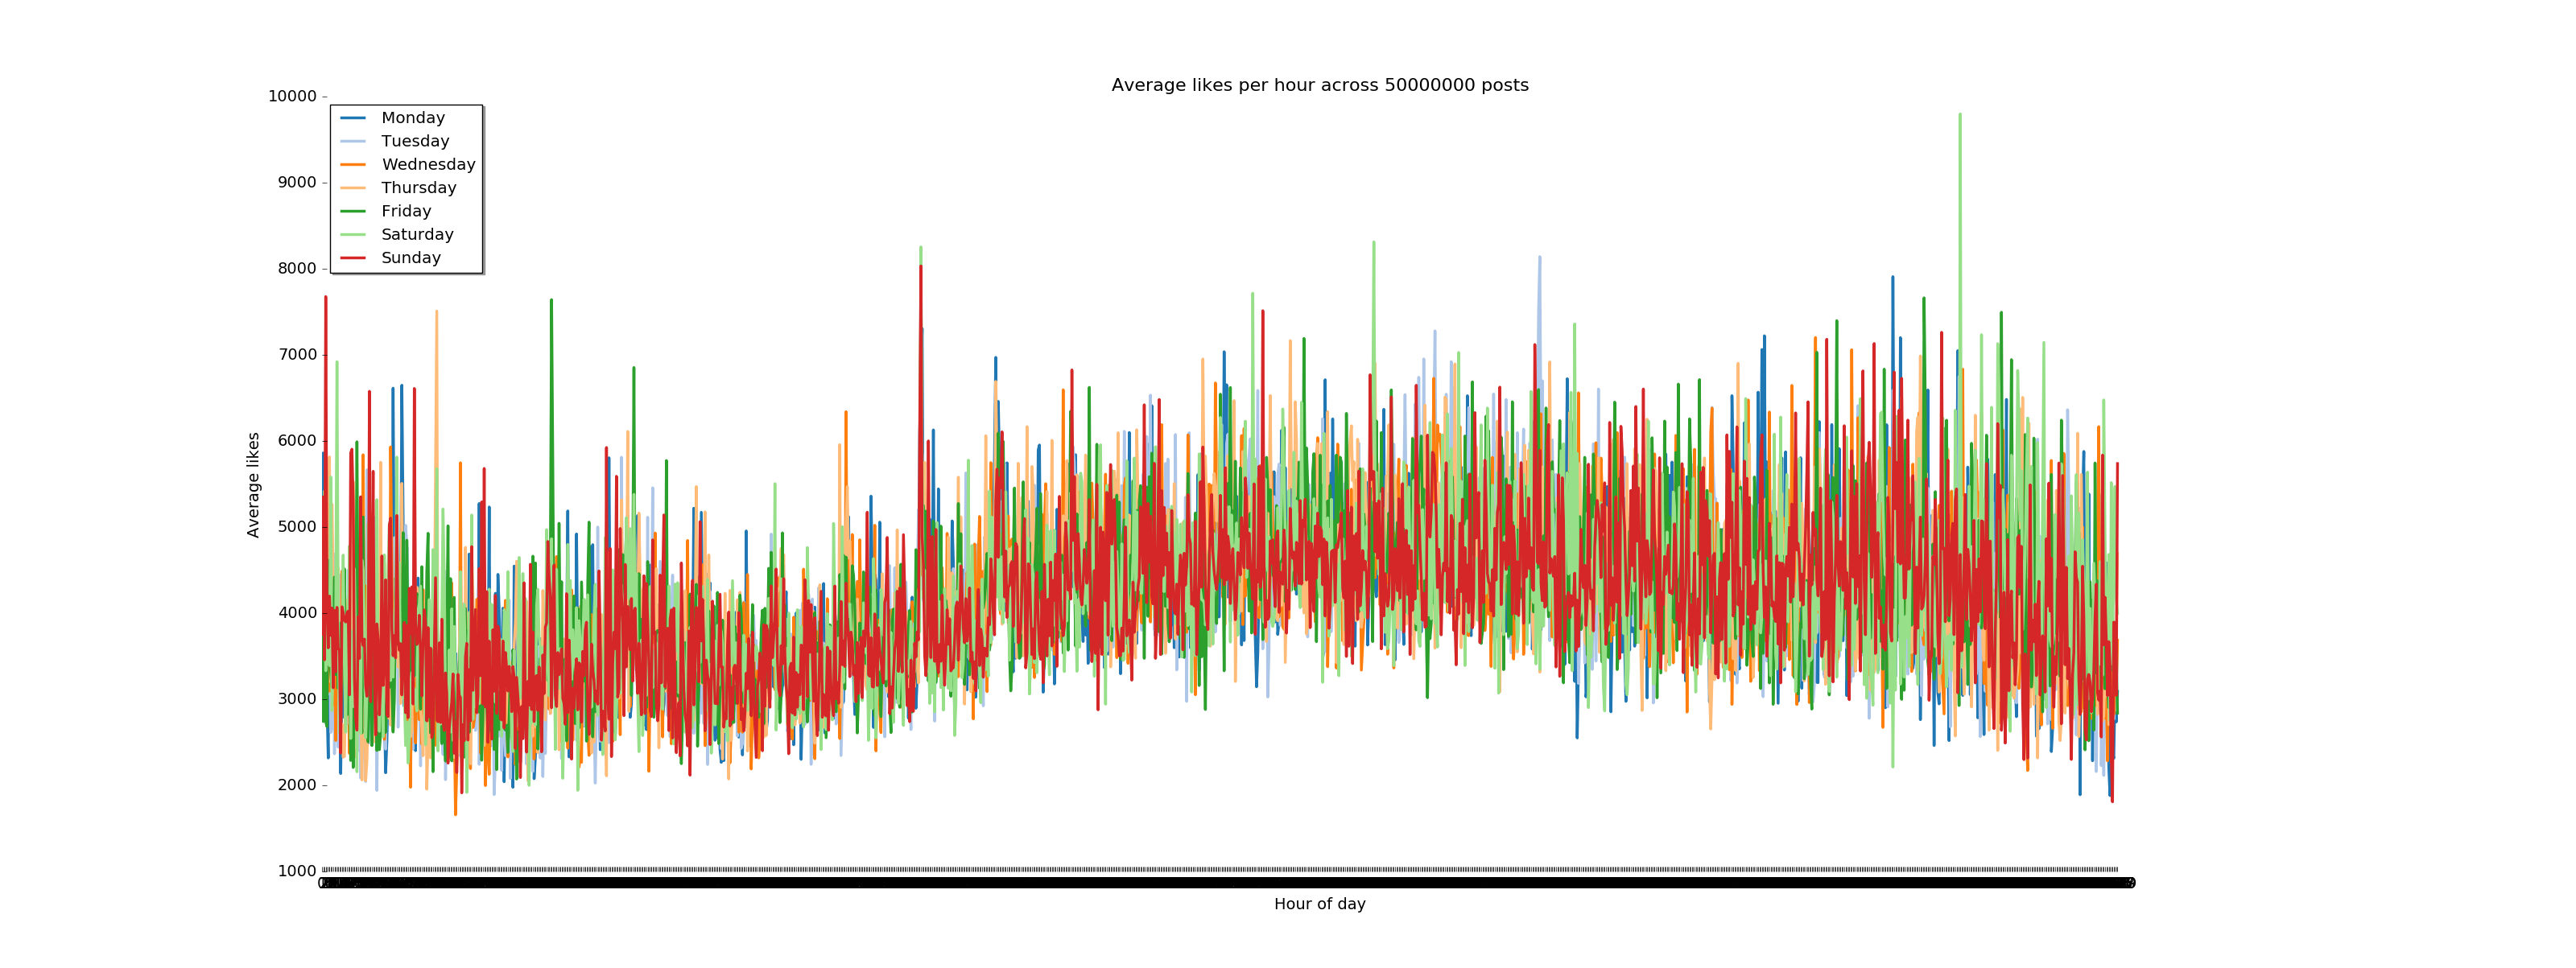 Average likes per hour across 50000000 posts
10000
9000
8000
7000
6000
5000
4000
3000
2000
1000
Average likes
Monday
Tuesday
Wednesday
Thursday
Friday
Saturday
Sunday
Hour of day